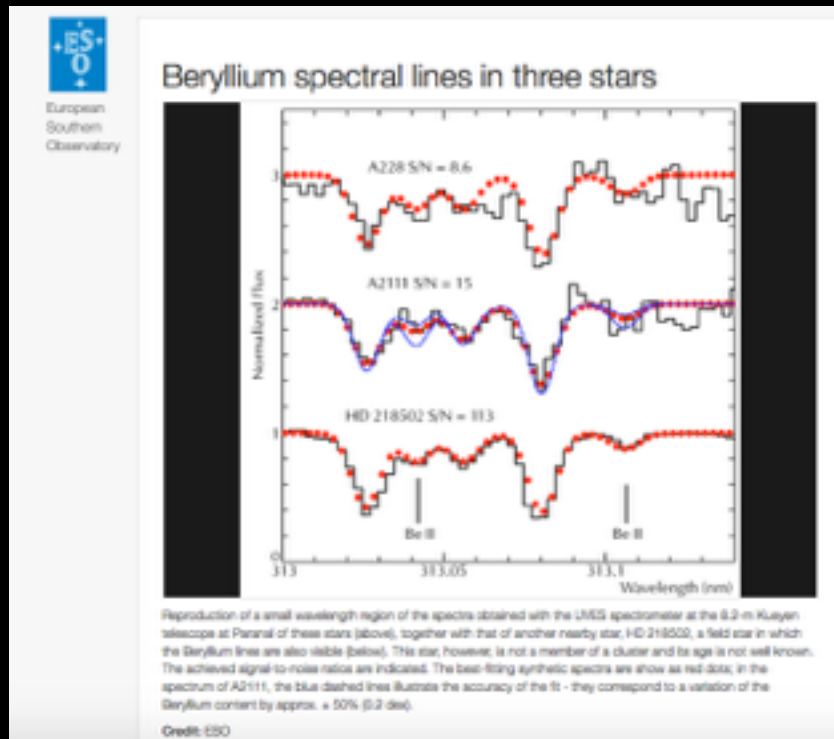 ESO
European
Southern
Observatory
Beryllium spectral lines in three stars
A228 S/N = 8.6
3
A2111 S/N = 15
2
Normalized Flux
HD 218502 S/N = 113
1
Be II
Be II
0
313
313.05
313.1
Wavelength (nm)
Reproduction of a small wavelength region of the spectra obtained with the UVES spectrometer at the 8.2-m Kueyen
telescope at Paranal of these stars (above), together with that of another nearby star, HD 218502, a field star in which
the Beryllium lines are also visible (below). This star, however, is not a member of a cluster and its age is not well known.
The achieved signal-to-noise ratios are indicated. The best-fitting synthetic spectra are show as red dots; in the
spectrum of A2111, the blue dashed lines illustrate the accuracy of the fit - they correspond to a variation of the
Beryllium content by approx. ± 50% (0.2 dex).
Credit: ESO